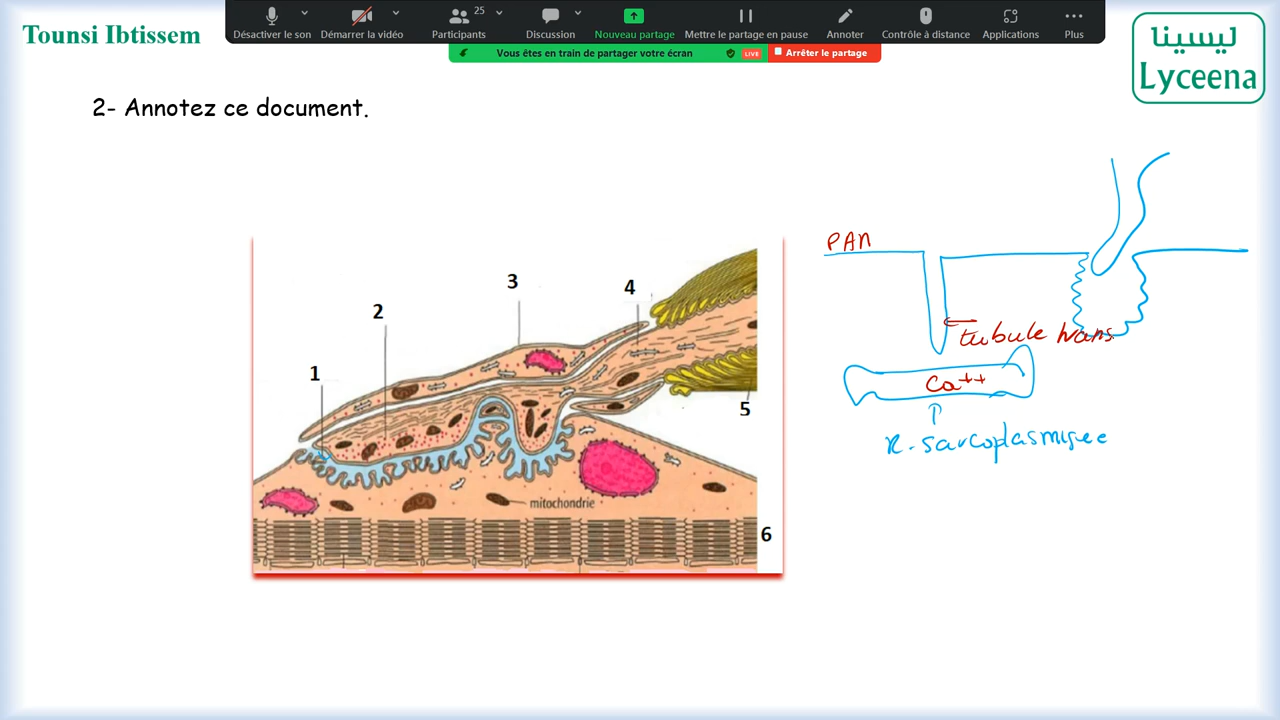 Tounsi Ibtissem
25
Désactiver le son
Démarrer la vidéo
Participants
Discussion
Nouveau partage
Mettre le partage en pause
Annoter
Contrôle à distance
Applications
Plus
Vous êtes en train de partager votre écran
LIVE
Arrêter le partage
ليسينا
Lyceena
2- Annotez ce document.
PAM
3
4
2
1
tubule trans.
Ca++
5
R. sarcoplasmique
mitochondrie
6